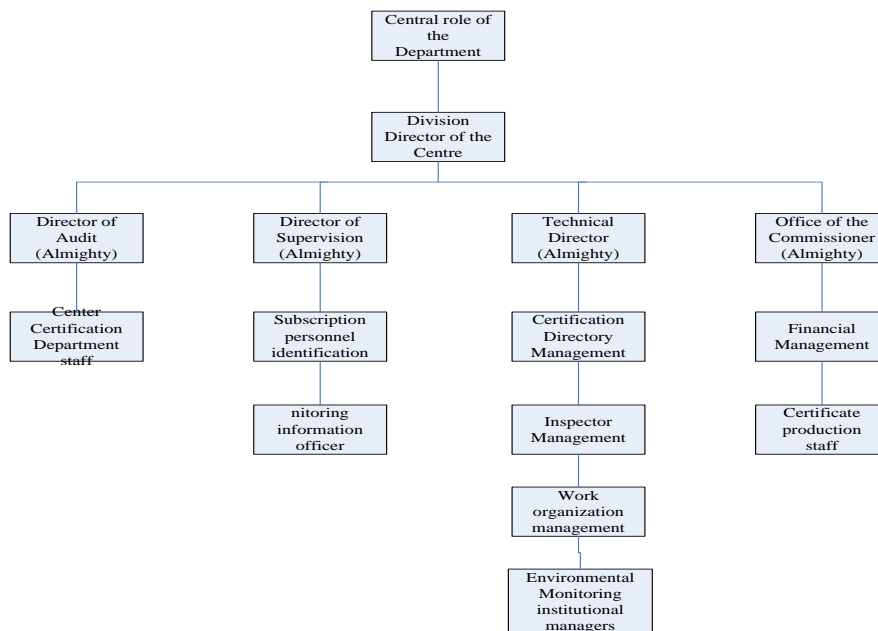 Central role of
the
Department
Division
Director of the
Centre
Director of
Audit
(Almighty)
Director of
Supervision
(Almighty)
Technical
Director
(Almighty)
Office of the
Commissioner
(Almighty)
Center
Certification
Department
staff
Subscription
personnel
identification
Certification
Directory
Management
Financial
Management
nitoring
information
officer
Inspector
Management
Certificate
production
staff
Work
organization
management
Environmental
Monitoring
institutional
managers